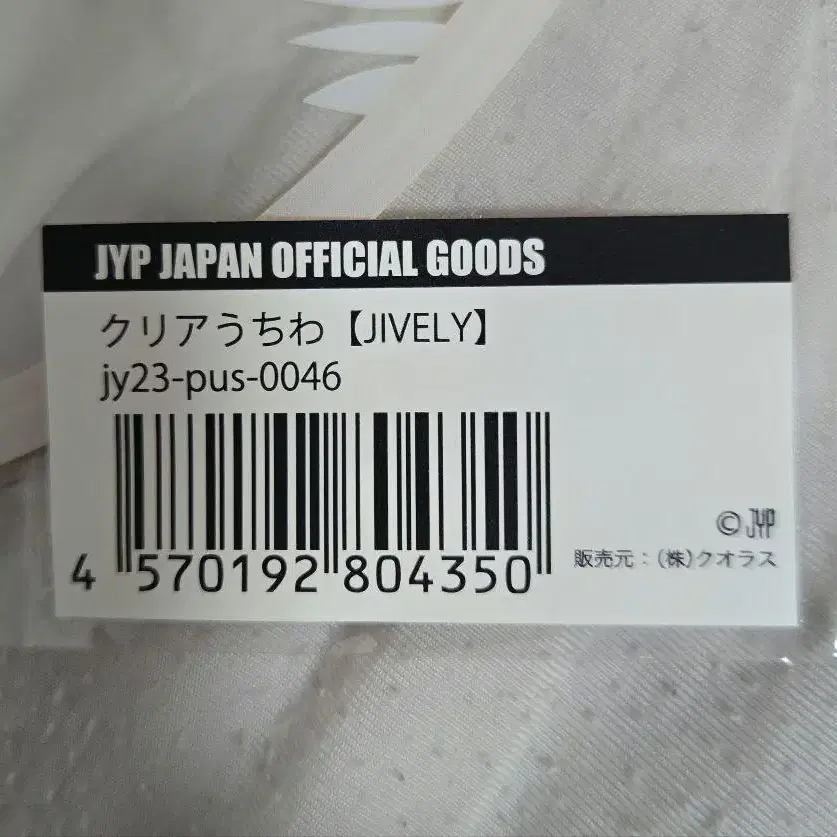 JYP JAPAN OFFICIAL GOODS
クリアうちわ【JIVELY】
jy23-pus-0046
4 570192 804350
© JYP
販売元：(株)クオラス